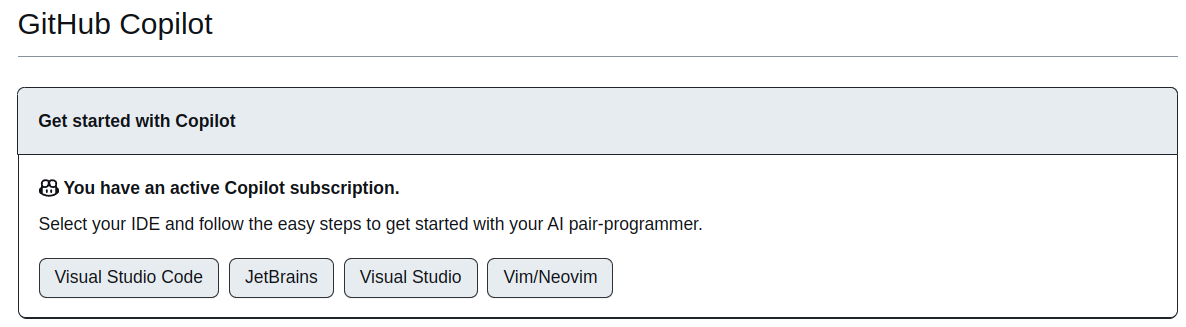 GitHub Copilot
Get started with Copilot
You have an active Copilot subscription.
Select your IDE and follow the easy steps to get started with your AI pair-programmer.
Visual Studio Code JetBrains Visual Studio Vim/Neovim